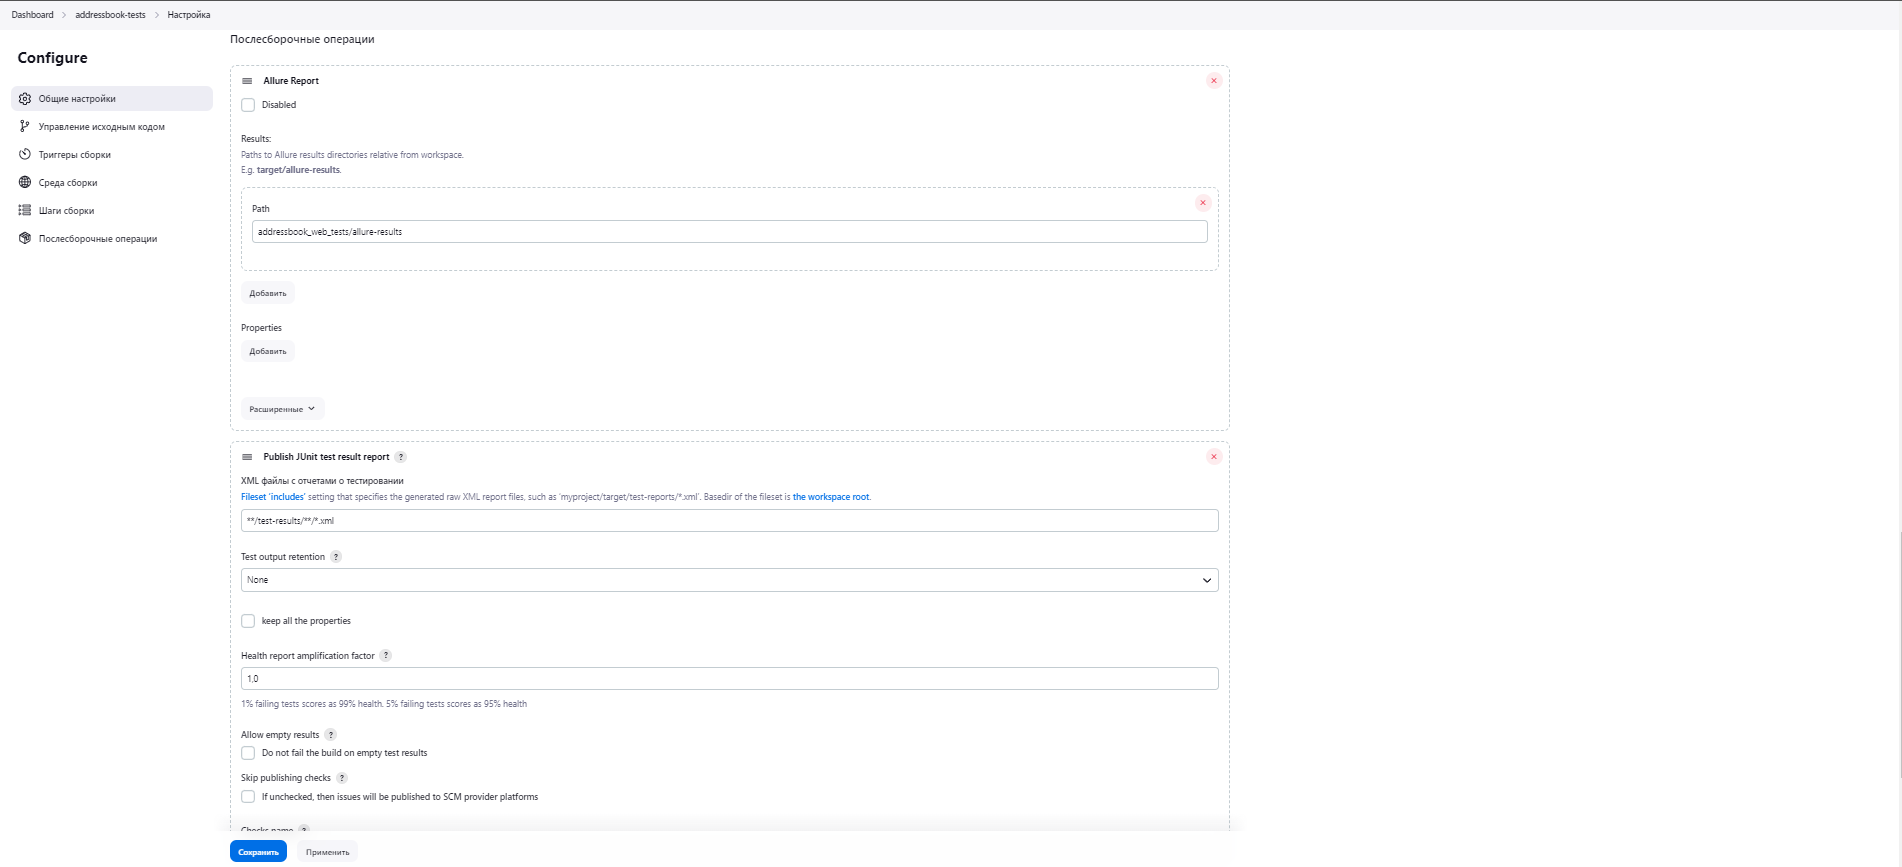 Dashboard > addressbook-tests > Настройка
Configure
Общие настройки
Управление исходным кодом
Триггеры сборки
Среда сборки
Шаги сборки
Послесборочные операции
Послесборочные операции
Allure Report
Disabled
Results:
Paths to Allure results directories relative from workspace.
E.g. target/allure-results.
Path
addressbook_web_tests/allure-results
Добавить
Properties
Добавить
Расширенные
Publish JUnit test result report ?
XML файлы с отчетами о тестировании
Fileset 'includes' setting that specifies the generated raw XML report files, such as 'myproject/target/test-reports/*.xml'. Basedir of the fileset is the workspace root.
**/test-results/**/*.xml
Test output retention ?
None
keep all the properties
Health report amplification factor ?
1,0
1% failing tests scores as 99% health. 5% failing tests scores as 95% health
Allow empty results ?
Do not fail the build on empty test results
Skip publishing checks ?
If unchecked, then issues will be published to SCM provider platforms
Checks name ?
Сохранить
Применить